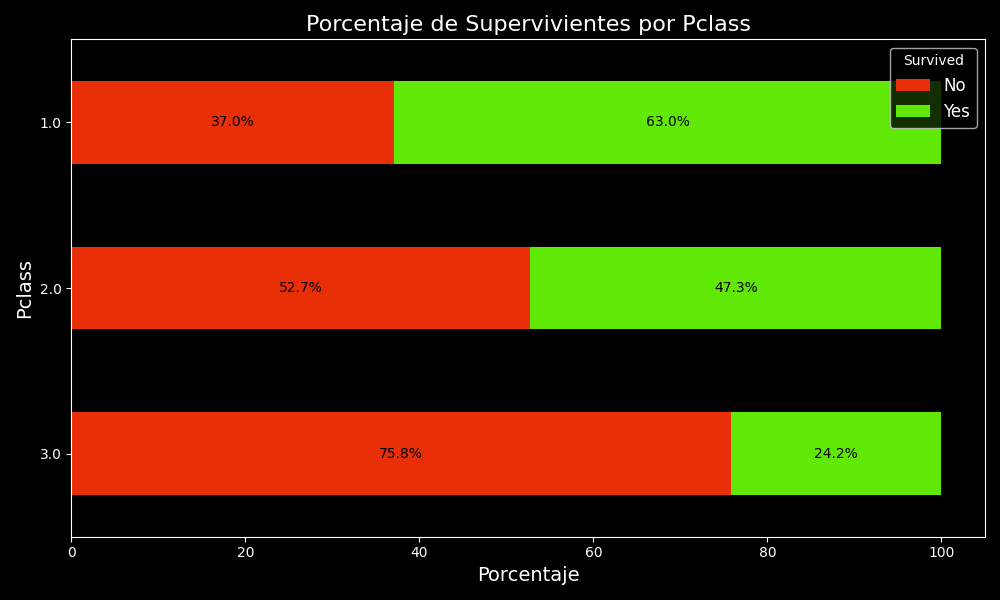 Porcentaje de Supervivientes por Pclass
Survived
No
Yes
1.0
37.0%
63.0%
2.0
52.7%
47.3%
3.0
75.8%
24.2%
Pclass
0 20 40 60 80 100
Porcentaje